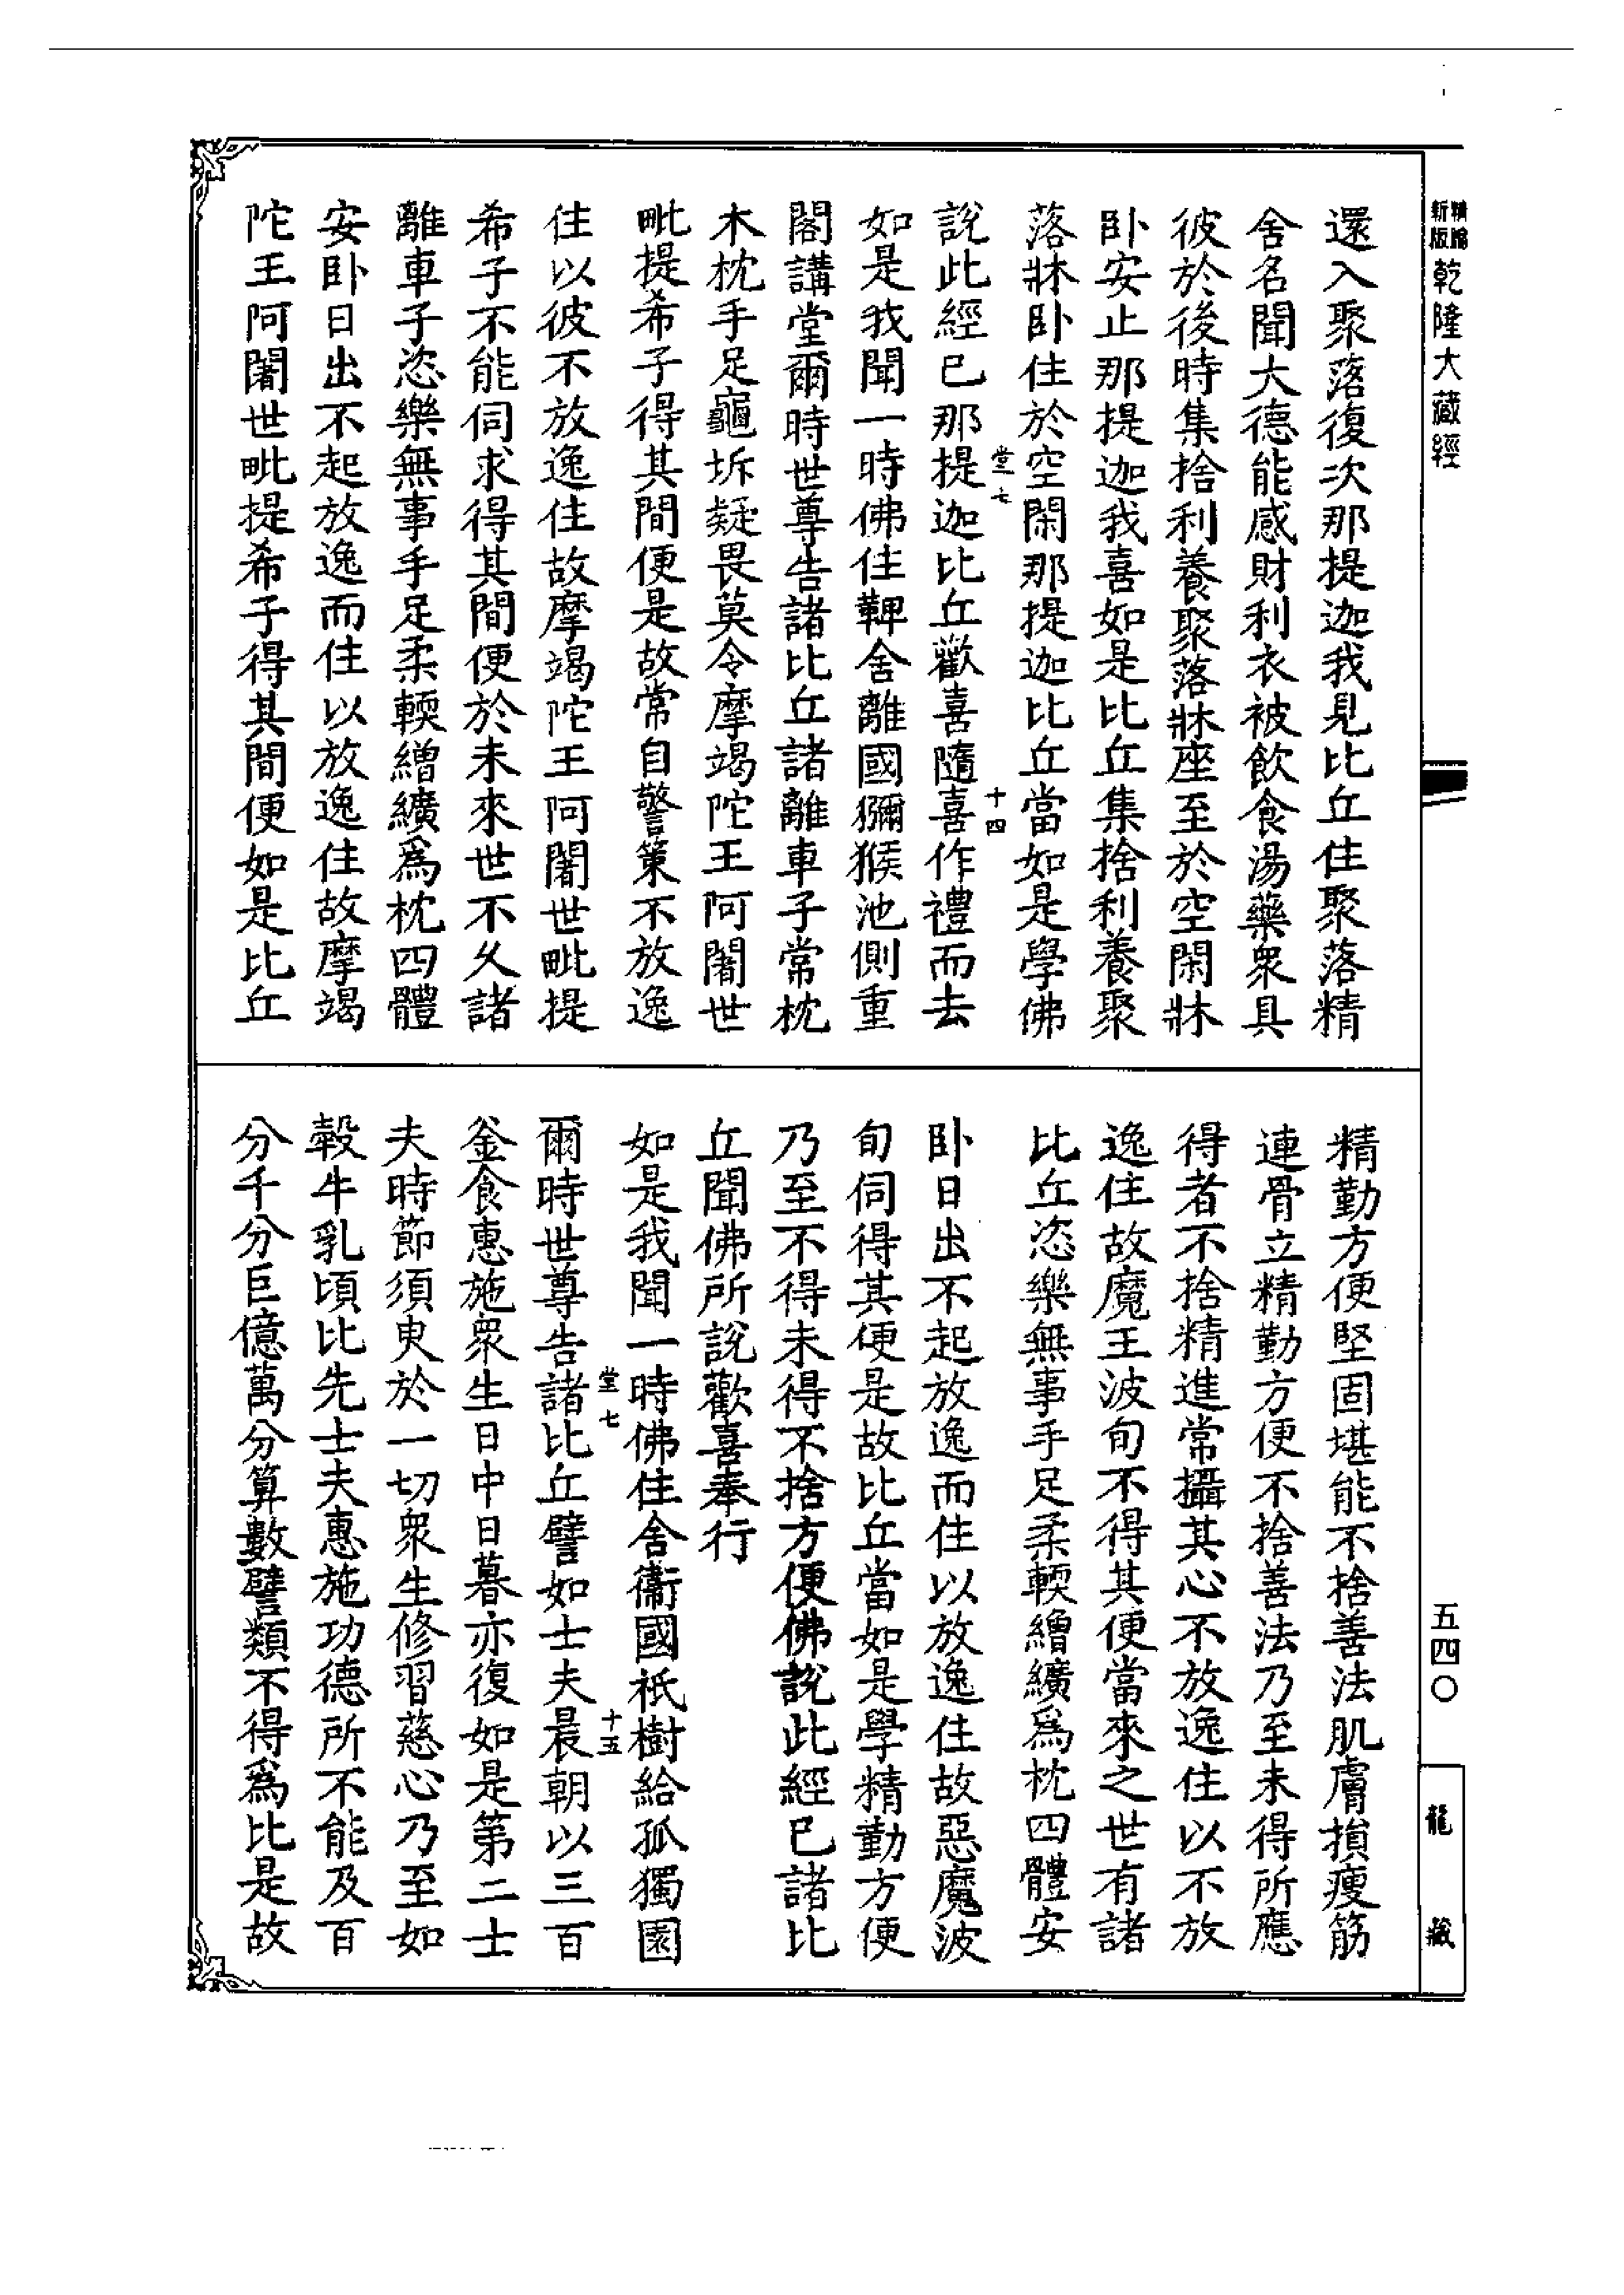 新版精縮乾隆大藏經
還入聚落復次那提迦我見比丘住聚落精
舍名聞大德能感財利衣被飲食湯藥眾具
彼於後時集捨利養聚落牀座至於空閑牀
卧安止那提迦我喜如是比丘集捨利養聚
落牀卧住於空閑那提迦比丘當如是學佛
堂七
十四
說此經已那提迦比丘歡喜隨喜作禮而去
如是我聞一時佛住鞞舍離國獼猴池側重
閣講堂爾時世尊告諸比丘諸離車子常枕
木枕手足龜坼疑畏莫令摩竭陀王阿闍世
毗提希子得其間便是故常自警策不放逸
住以彼不放逸住故摩竭陀王阿闍世毗提
希子不能伺求得其間便於未來世不久諸
離車子恣樂無事手足柔輭繒纊為枕四體
安卧日出不起放逸而住以放逸住故摩竭
陀王阿闍世毗提希子得其間便如是比丘
精勤方便堅固堪能不捨善法肌膚損瘦筋
連骨立精勤方便不捨善法乃至未得所應
得者不捨精進常攝其心不放逸住以不放
逸住故魔王波旬不得其便當來之世有諸
比丘恣樂無事手足柔輭繒纊為枕四體安
卧日出不起放逸而住以放逸住故惡魔波
旬伺得其便是故比丘當如是學精勤方便
乃至不得未得不捨方便佛說此經已諸比
丘聞佛所說歡喜奉行
如是我聞一時佛住舍衞國祇樹給孤獨園
堂七
十五
爾時世尊告諸比丘譬如士夫晨朝以三百
釜食惠施眾生日中日暮亦復如是第二士
夫時節須臾於一切眾生修習慈心乃至如
𤚲牛乳頃比先士夫惠施功德所不能及百
分千分巨億萬分算數譬類不得為比是故
五四〇
龍藏